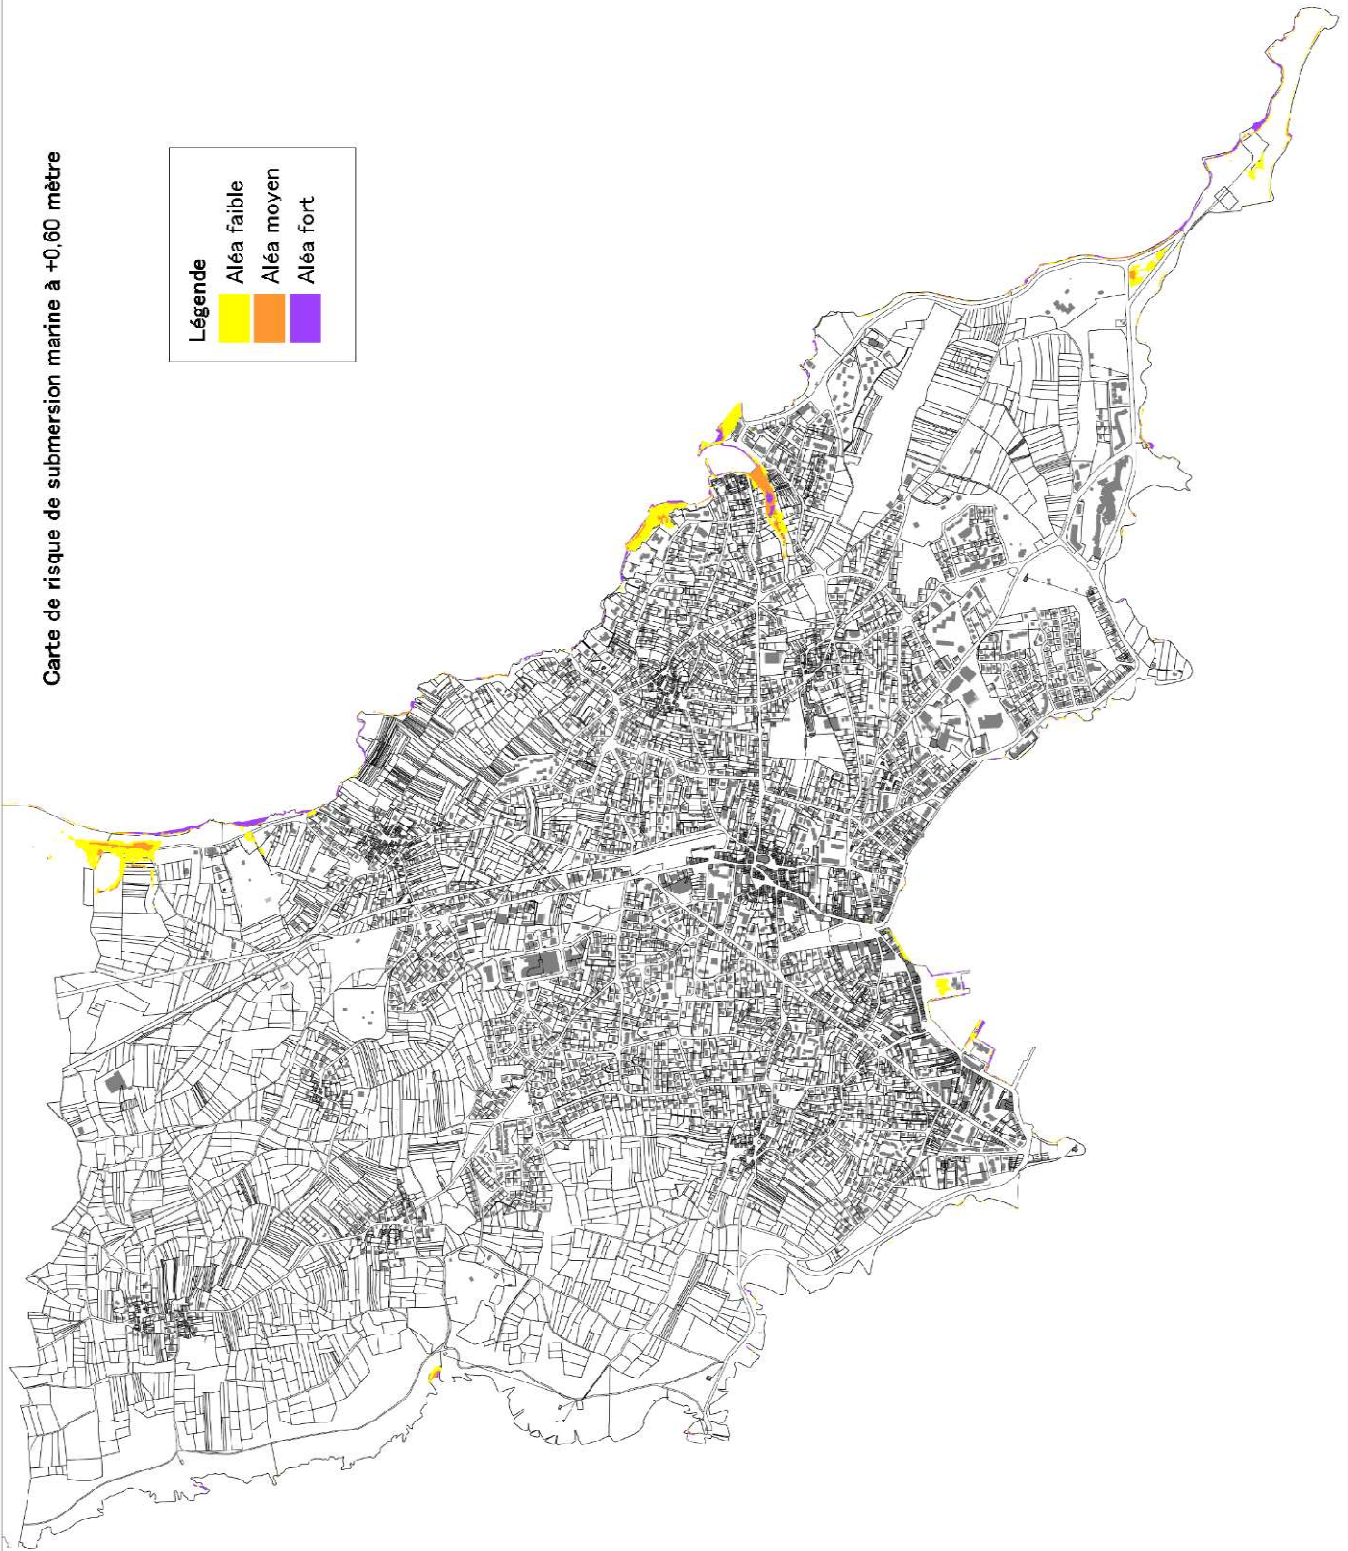 Carte de risque de submersion marine à +0,60 mètre
Légende
Aléa faible
Aléa moyen
Aléa fort